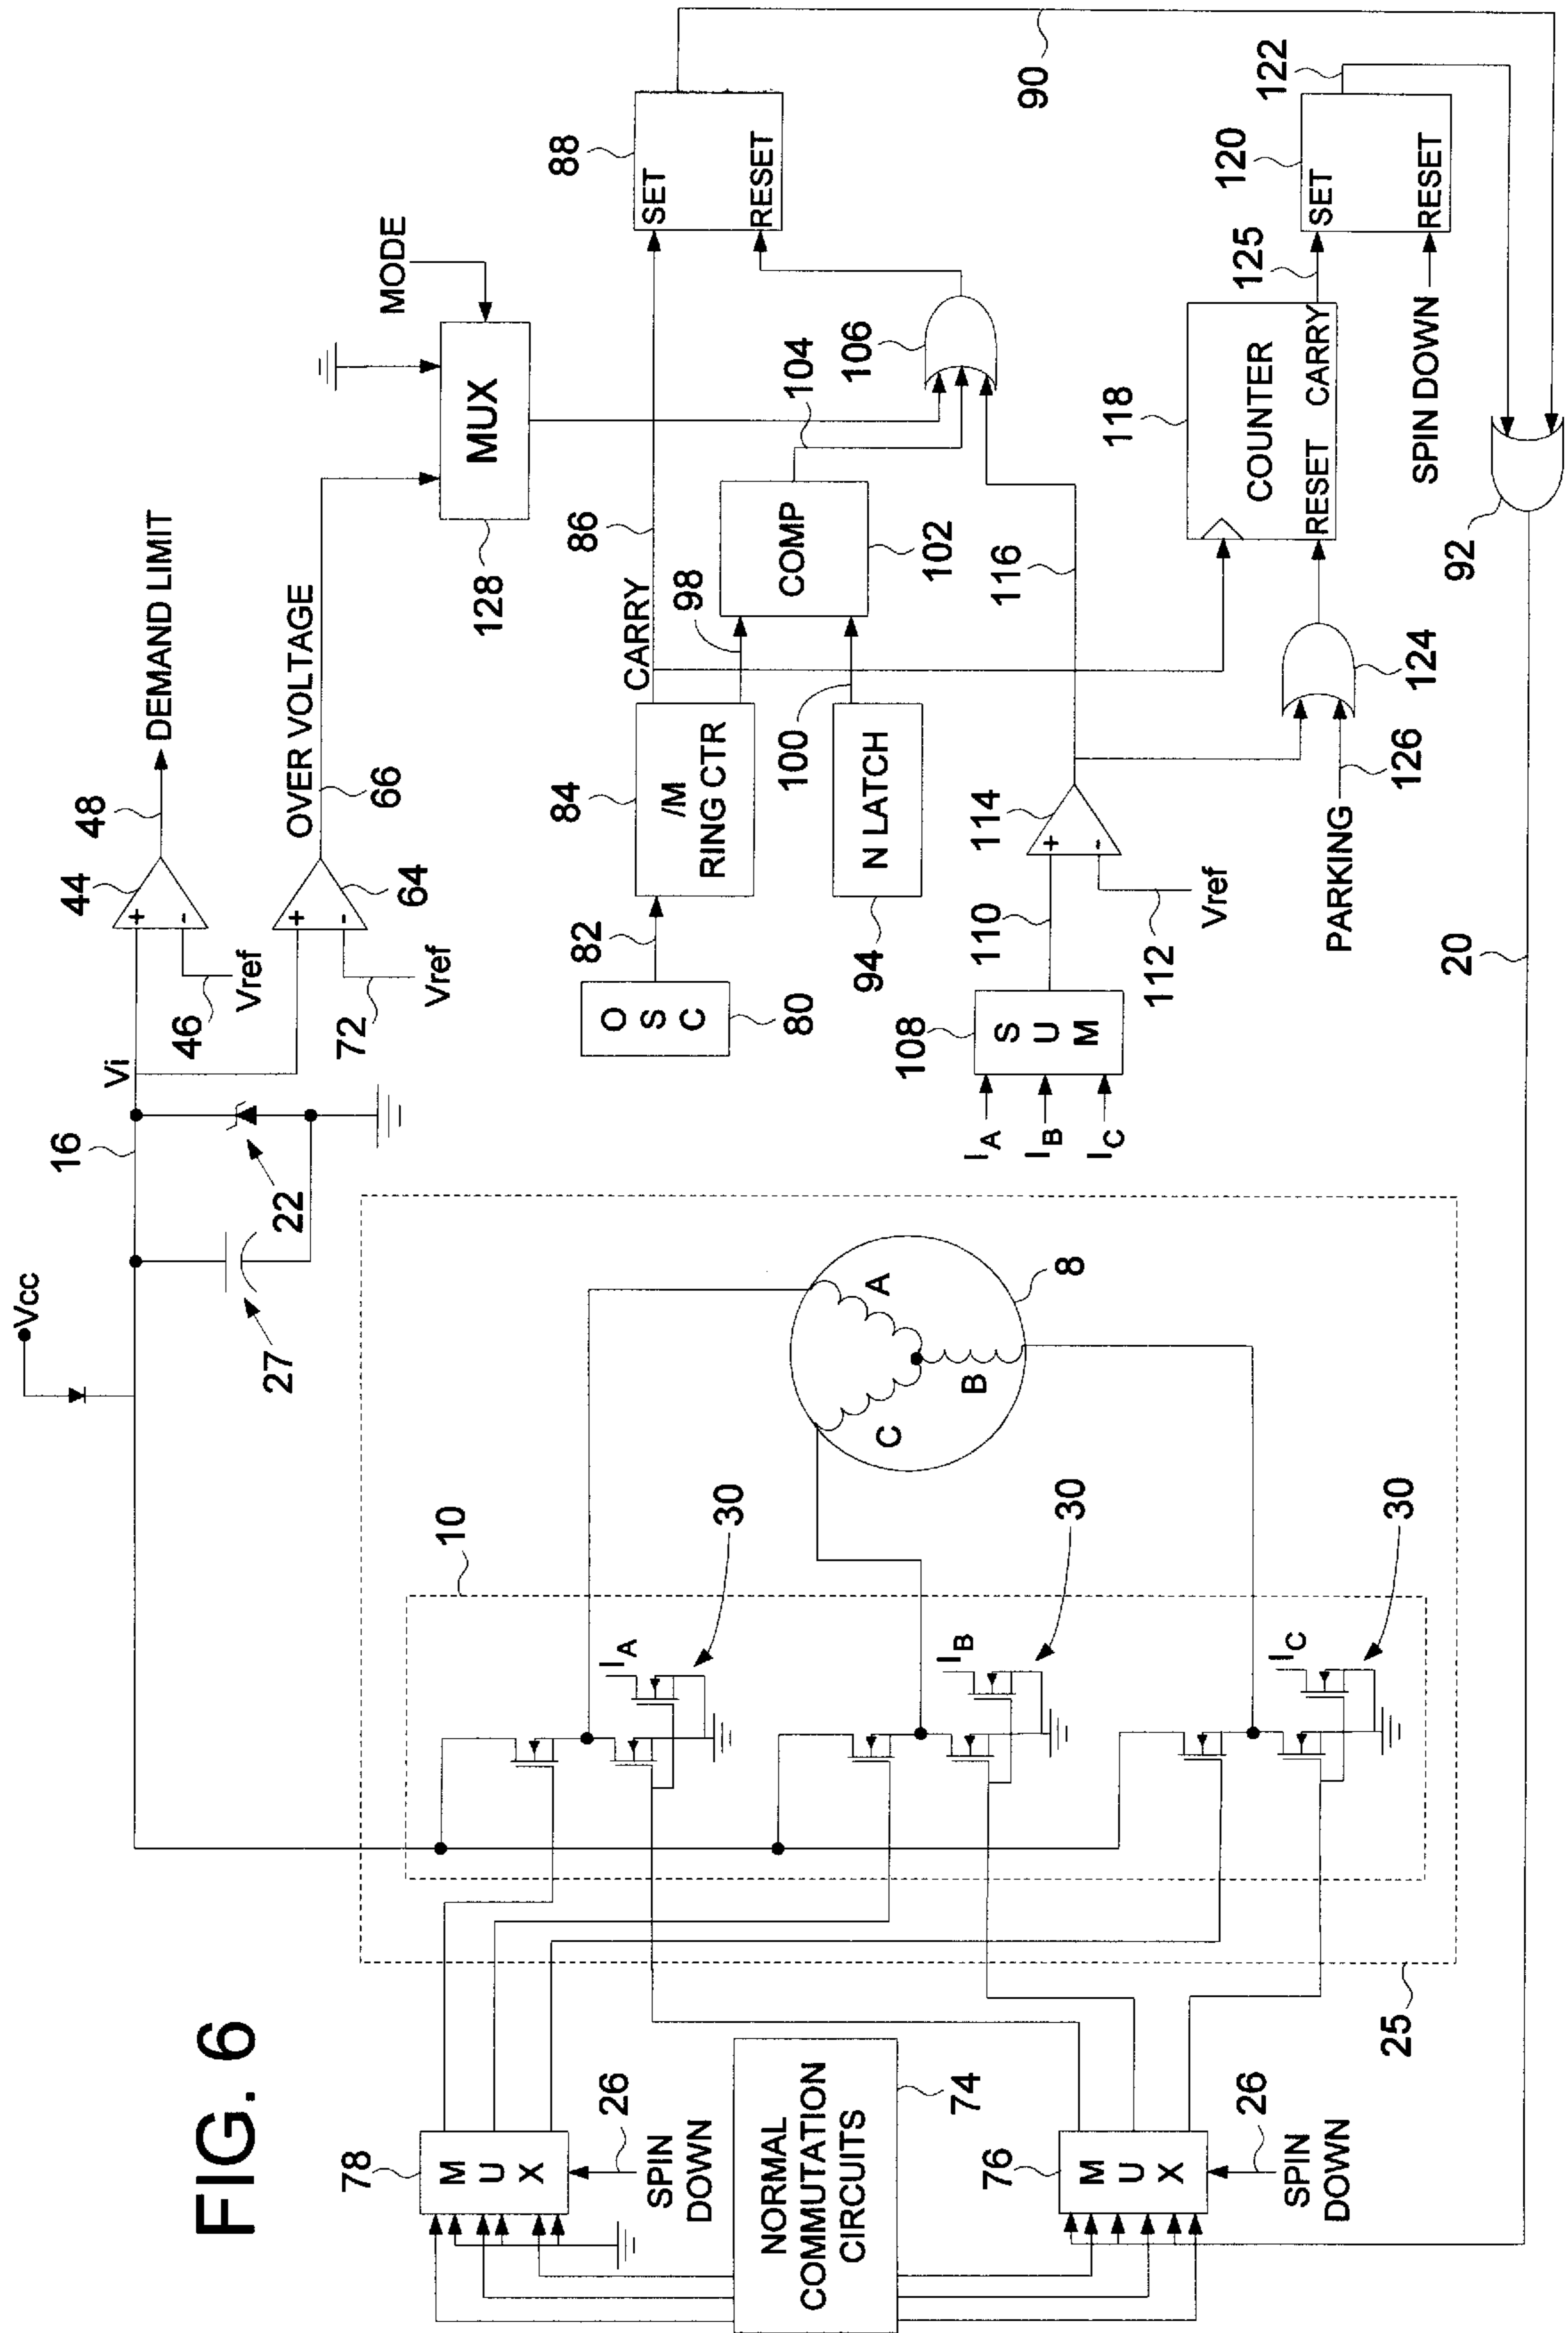 FIG. 6
Vcc
27
22
16
Vi
46
Vref
44
+
-
48
DEMAND LIMIT
72
Vref
+
-
64
66
OVER VOLTAGE
128
MUX
MODE
78
M
U
X
26
SPIN
DOWN
NORMAL
COMMUTATION
CIRCUITS
74
76
M
U
X
26
SPIN
DOWN
25
10
IA
30
IB
30
IC
30
A
B
C
8
O
S
C
80
82
84
/M
RING CTR
CARRY
86
98
N LATCH
94
100
COMP
102
104
106
88
SET
RESET
90
108
S
U
M
IA
IB
IC
110
112
Vref
+
-
114
116
118
COUNTER
RESET CARRY
PARKING
126
124
125
120
SET
RESET
SPIN DOWN
122
92
20